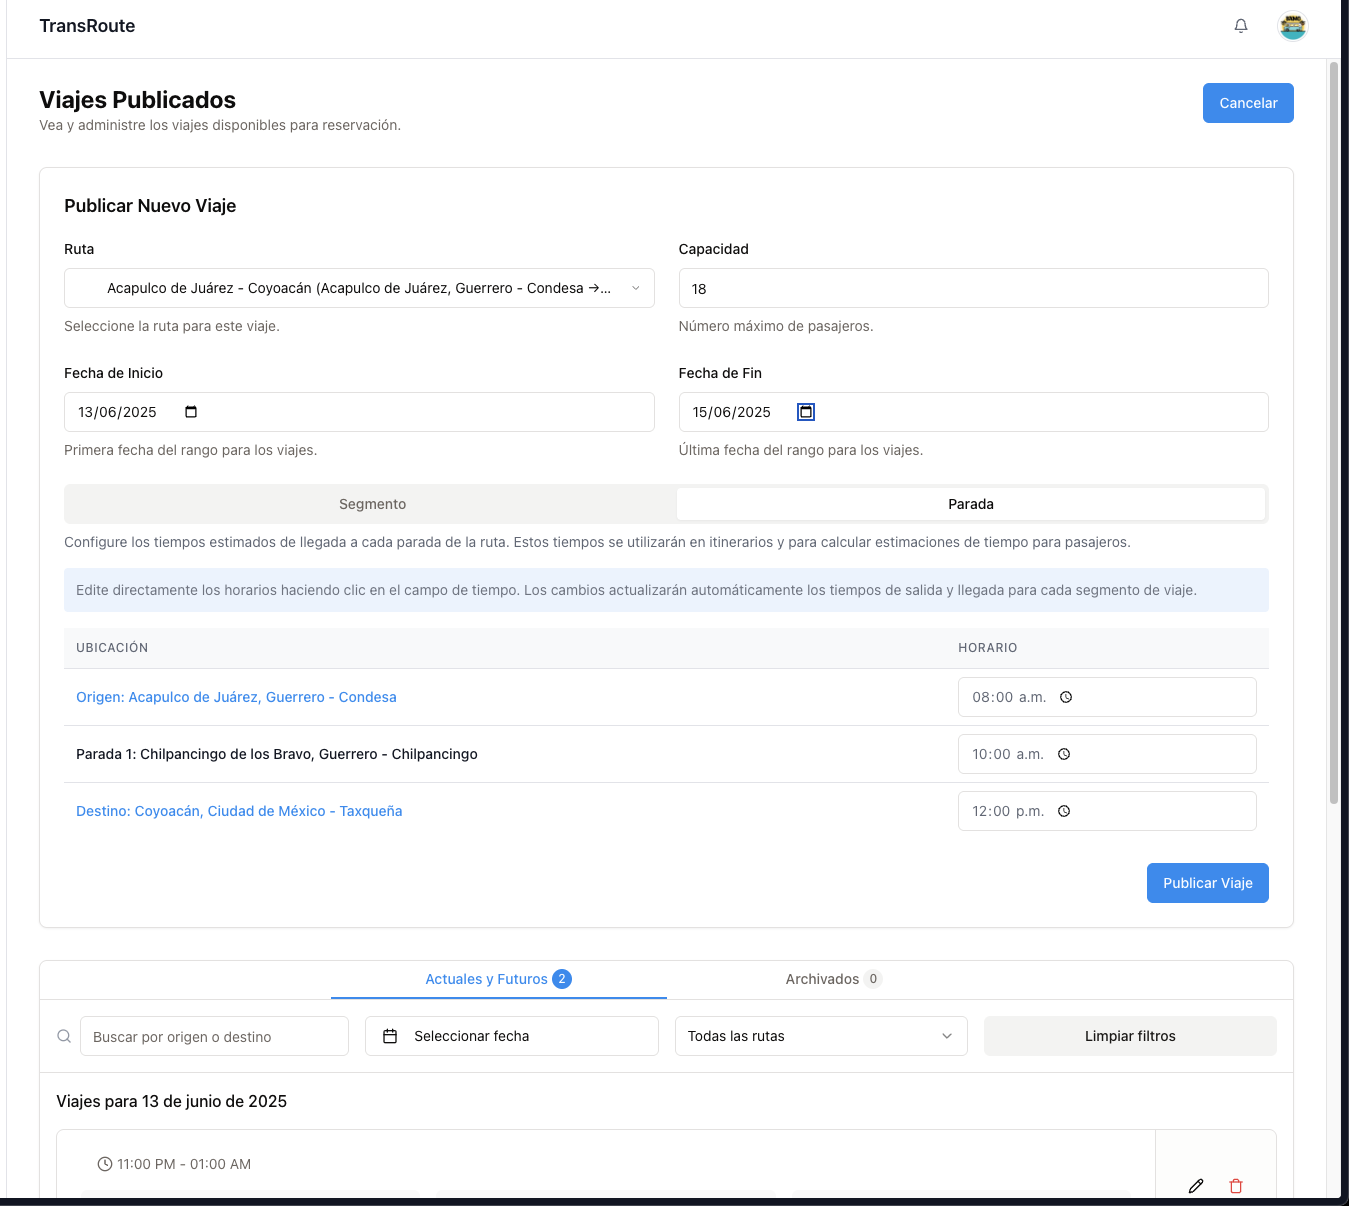 TransRoute
Viajes Publicados
Cancelar
Vea y administre los viajes disponibles para reservación.
Publicar Nuevo Viaje
Ruta
Capacidad
Acapulco de Juárez - Coyoacán (Acapulco de Juárez, Guerrero - Condesa →...
18
Seleccione la ruta para este viaje.
Número máximo de pasajeros.
Fecha de Inicio
Fecha de Fin
13/06/2025
15/06/2025
Primera fecha del rango para los viajes.
Última fecha del rango para los viajes.
Segmento
Parada
Configure los tiempos estimados de llegada a cada parada de la ruta. Estos tiempos se utilizarán en itinerarios y para calcular estimaciones de tiempo para pasajeros.
Edite directamente los horarios haciendo clic en el campo de tiempo. Los cambios actualizarán automáticamente los tiempos de salida y llegada para cada segmento de viaje.
UBICACIÓN
HORARIO
Origen: Acapulco de Juárez, Guerrero - Condesa
08:00 a.m.
Parada 1: Chilpancingo de los Bravo, Guerrero - Chilpancingo
10:00 a.m.
Destino: Coyoacán, Ciudad de México - Taxqueña
12:00 p.m.
Publicar Viaje
Actuales y Futuros 2
Archivados 0
Buscar por origen o destino
Seleccionar fecha
Todas las rutas
Limpiar filtros
Viajes para 13 de junio de 2025
11:00 PM - 01:00 AM